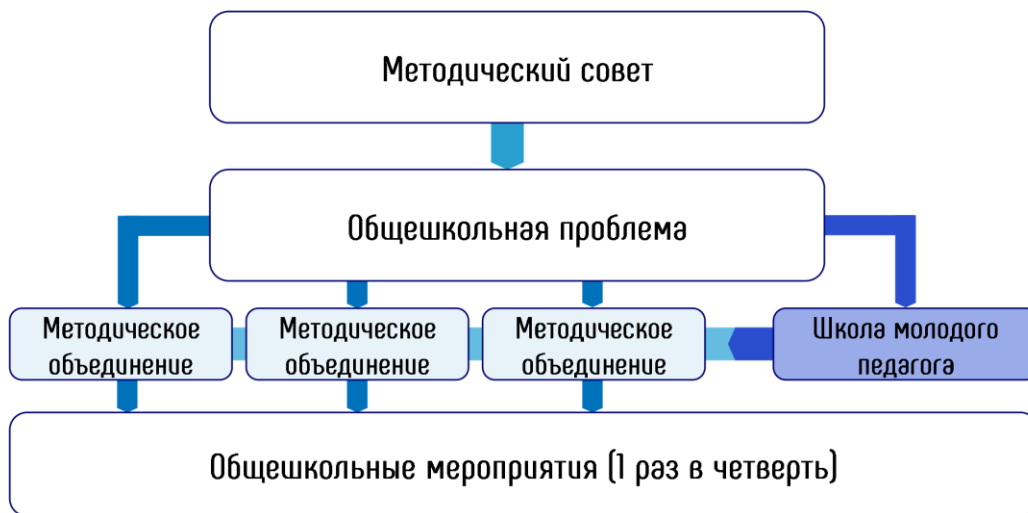 Методический совет
Общешкольная проблема
Методическое
объединение
Методическое
объединение
Методическое
объединение
Школа молодого
педагога
Общешкольные мероприятия (1 раз в четверть)